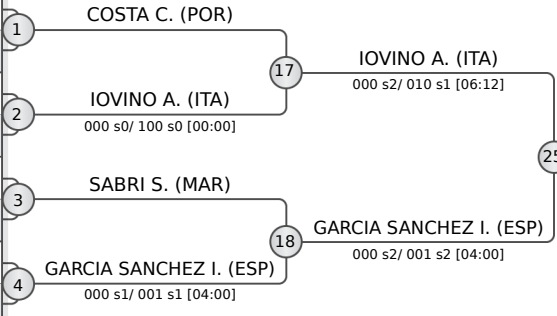 COSTA C. (POR)
1
17
IOVINO A. (ITA)
000 s2/ 010 s1 [06:12]
IOVINO A. (ITA)
2
000 s0/ 100 s0 [00:00]
25
SABRI S. (MAR)
3
18
GARCIA SANCHEZ I. (ESP)
000 s2/ 001 s2 [04:00]
GARCIA SANCHEZ I. (ESP)
4
000 s1/ 001 s1 [04:00]